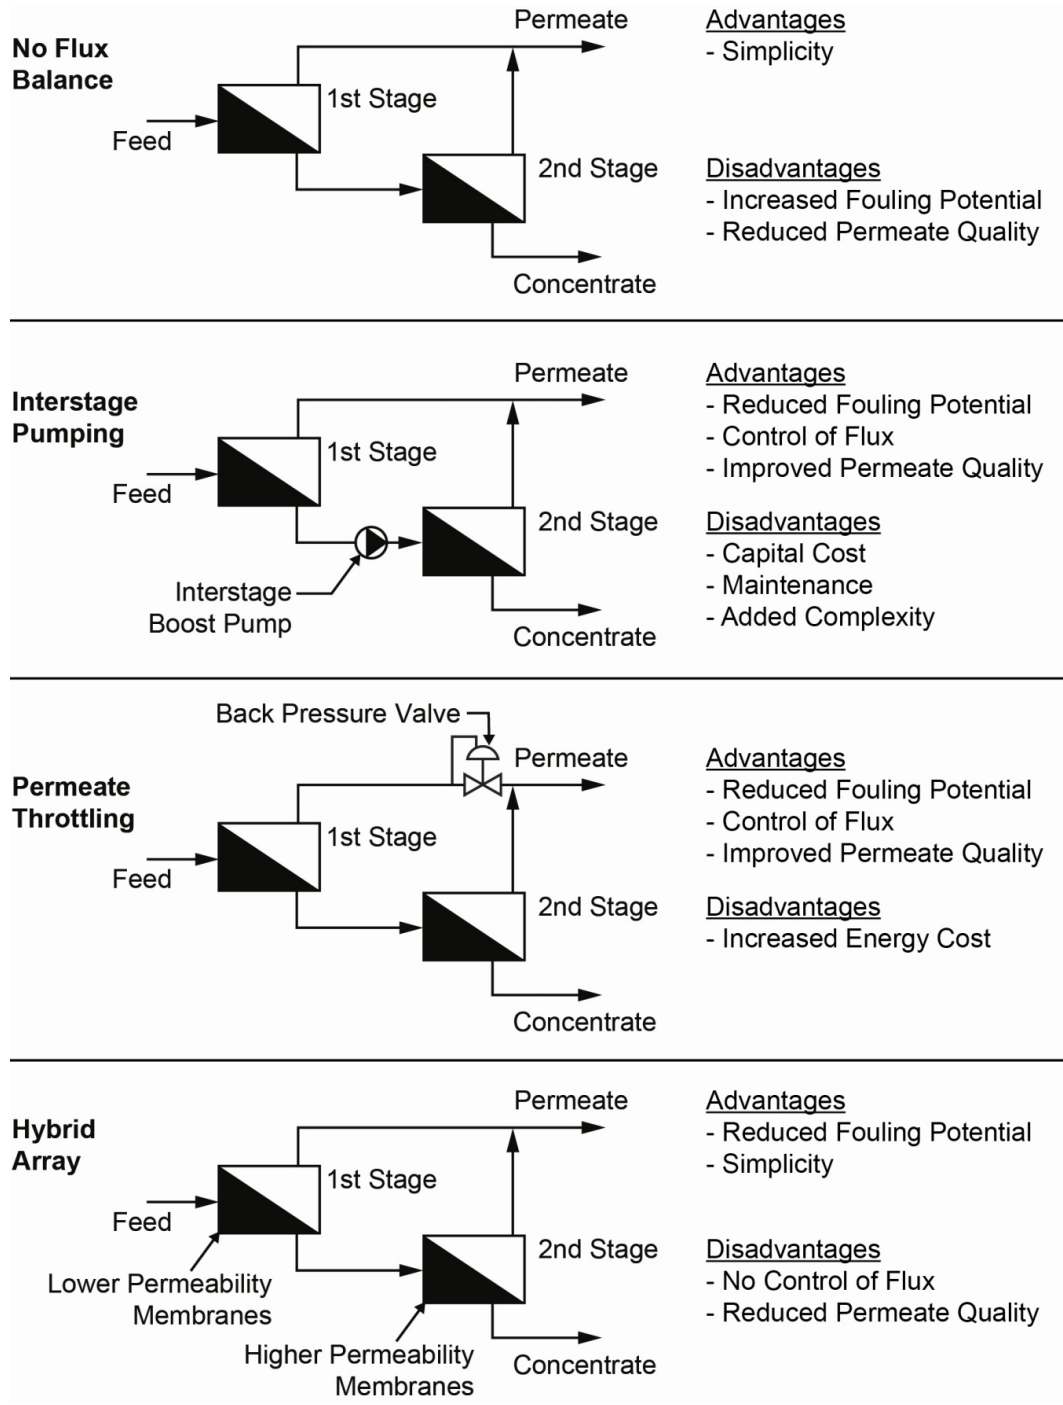 No Flux
Balance
Permeate
1st Stage
Feed
2nd Stage
Concentrate
Advantages
- Simplicity
Disadvantages
- Increased Fouling Potential
- Reduced Permeate Quality
Interstage
Pumping
Permeate
1st Stage
Feed
2nd Stage
Interstage
Boost Pump
Concentrate
Advantages
- Reduced Fouling Potential
- Control of Flux
- Improved Permeate Quality
Disadvantages
- Capital Cost
- Maintenance
- Added Complexity
Permeate
Throttling
Back Pressure Valve
Permeate
1st Stage
Feed
2nd Stage
Concentrate
Advantages
- Reduced Fouling Potential
- Control of Flux
- Improved Permeate Quality
Disadvantages
- Increased Energy Cost
Hybrid
Array
Permeate
1st Stage
Feed
2nd Stage
Lower Permeability
Membranes
Higher Permeability
Membranes
Concentrate
Advantages
- Reduced Fouling Potential
- Simplicity
Disadvantages
- No Control of Flux
- Reduced Permeate Quality